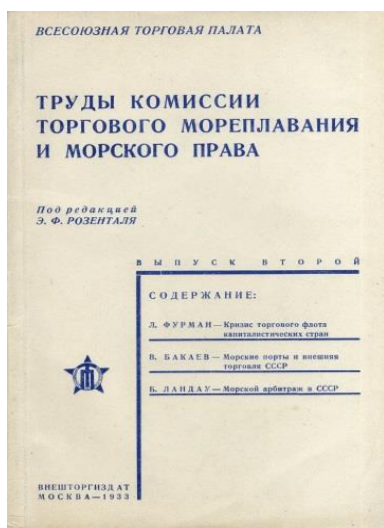 ВСЕСОЮЗНАЯ ТОРГОВАЯ ПАЛАТА
ТРУДЫ КОМИССИИ
ТОРГОВОГО МОРЕПЛАВАНИЯ
И МОРСКОГО ПРАВА
Под редакцией
Э. Ф. РОЗЕНТАЛЯ
ВЫПУСК ВТОРОЙ
СОДЕРЖАНИЕ:
Л. ФУРМАН — Кризис торгового флота
капиталистических стран
В. БАКАЕВ — Морские порты и внешняя
торговля СССР
Б. ЛАНДАУ — Морской арбитраж в СССР
ВНЕШТОРГИЗДАТ
МОСКВА — 1933